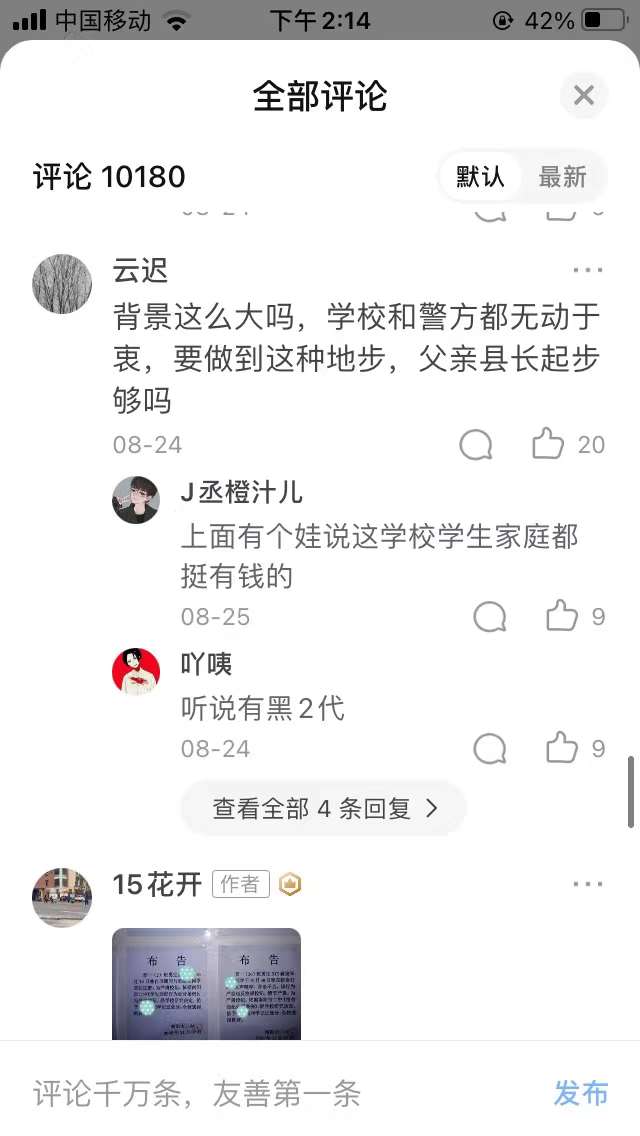 中国移动
下午2:14
42%
全部评论
评论 10180
默认
最新
云迟
背景这么大吗，学校和警方都无动于
衷，要做到这种地步，父亲县长起步
够吗
08-24
20
J丞橙汁儿
上面有个娃说这学校学生家庭都
挺有钱的
08-25
9
吖咦
听说有黑2代
08-24
9
查看全部 4 条回复
15花开
作者
布 告
布 告
评论千万条，友善第一条
发布